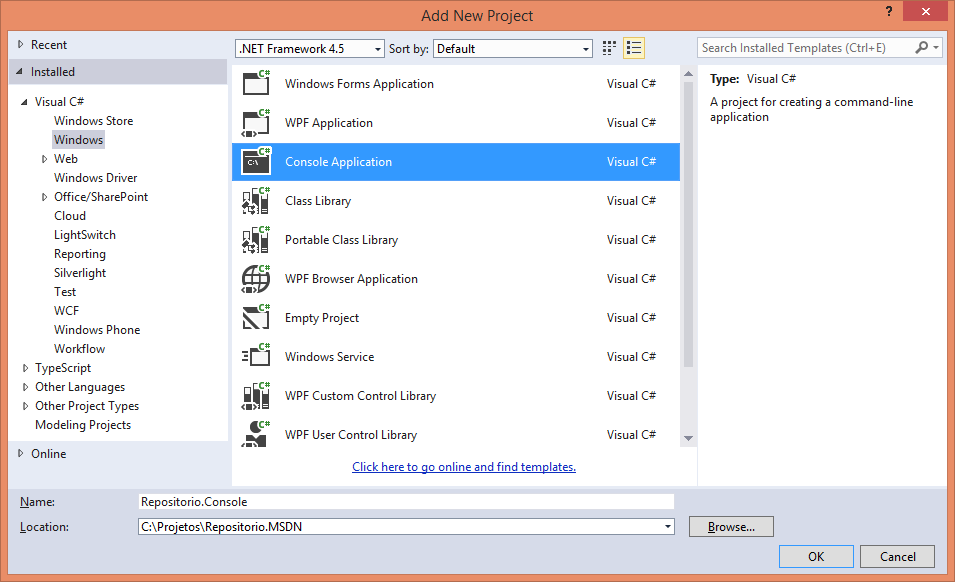 Add New Project
?
Recent
Installed
Visual C#
Windows Store
Windows
Web
Windows Driver
Office/SharePoint
Cloud
LightSwitch
Reporting
Silverlight
Test
WCF
Windows Phone
Workflow
TypeScript
Other Languages
Other Project Types
Modeling Projects
Online
.NET Framework 4.5 Sort by: Default
C# Windows Forms Application Visual C#
C# WPF Application Visual C#
C# C:\ Console Application Visual C#
C# Class Library Visual C#
C# Portable Class Library Visual C#
C# WPF Browser Application Visual C#
C# Empty Project Visual C#
C# Windows Service Visual C#
C# WPF Custom Control Library Visual C#
C# WPF User Control Library Visual C#
Click here to go online and find templates.
Search Installed Templates (Ctrl+E)
Type: Visual C#
A project for creating a command-line
application
Name: Repositorio.Console
Location: C:\Projetos\Repositorio.MSDN Browse...
OK Cancel